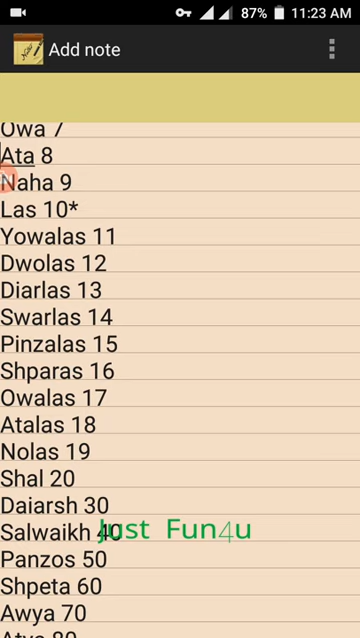 87% 11:23 AM
Add note
Owa 7
Ata 8
Naha 9
Las 10*
Yowalas 11
Dwolas 12
Diarlas 13
Swarlas 14
Pinzalas 15
Shparas 16
Owalas 17
Atalas 18
Nolas 19
Shal 20
Daiarsh 30
Salwaikh 40
Just Fun4u
Panzos 50
Shpeta 60
Awya 70
Atya 80